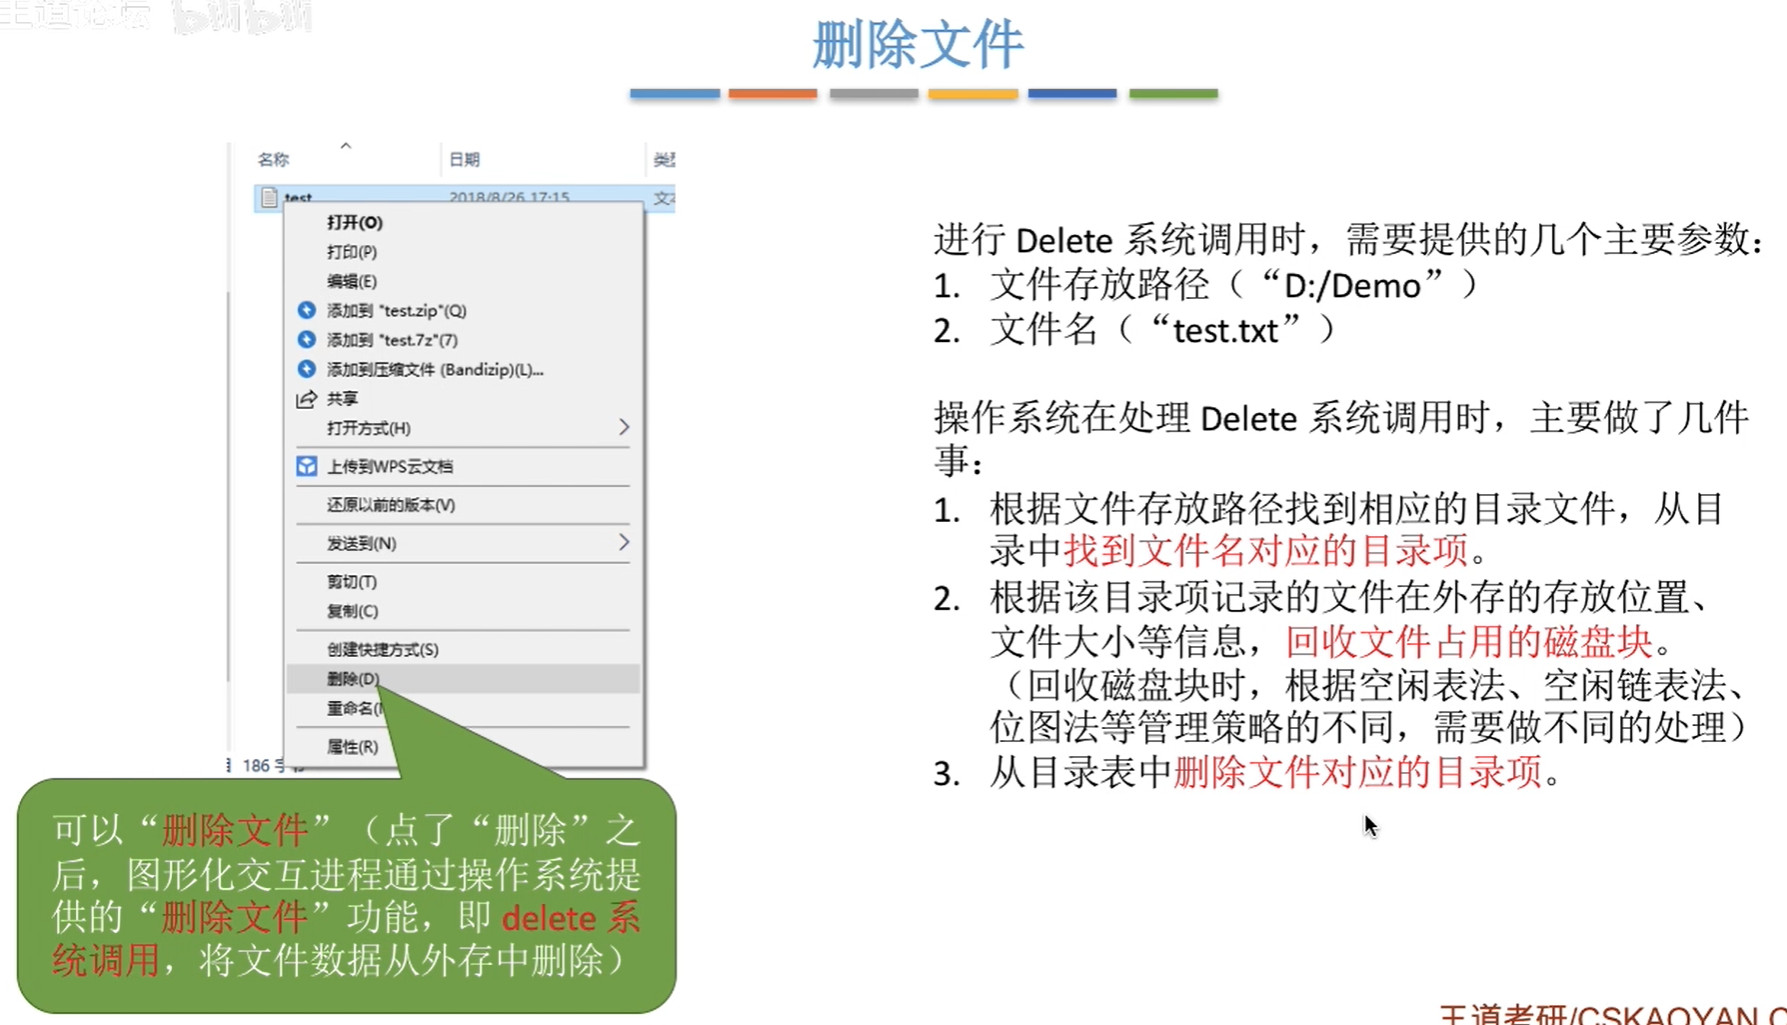 王道论坛 bilibili
删除文件
名称 日期
test 2018/8/26 17:15
打开(O)
打印(P)
编辑(E)
添加到 "test.zip"(Q)
添加到 "test.7z"(7)
添加到压缩文件 (Bandizip)(L)...
共享
打开方式(H)
上传到WPS云文档
还原以前的版本(V)
发送到(N)
剪切(T)
复制(C)
创建快捷方式(S)
删除(D)
重命名(
属性(R)
186
可以“删除文件”（点了“删除”之
后，图形化交互进程通过操作系统提
供的“删除文件”功能，即 delete 系
统调用，将文件数据从外存中删除）
进行 Delete 系统调用时，需要提供的几个主要参数：
1. 文件存放路径（“D:/Demo”）
2. 文件名（“test.txt”）
操作系统在处理 Delete 系统调用时，主要做了几件
事：
1. 根据文件存放路径找到相应的目录文件，从目
录中找到文件名对应的目录项。
2. 根据该目录项记录的文件在外存的存放位置、
文件大小等信息，回收文件占用的磁盘块。
（回收磁盘块时，根据空闲表法、空闲链表法、
位图法等管理策略的不同，需要做不同的处理）
3. 从目录表中删除文件对应的目录项。
王道考研/CSKAOYAN.C